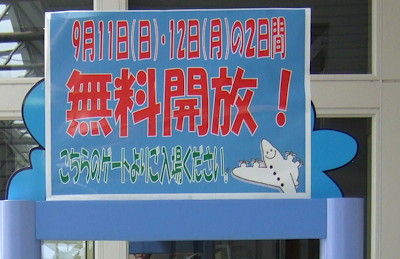 9月11日(日)・12日(月)の2日間
無料開放！
こちらのゲートよりご入場ください。